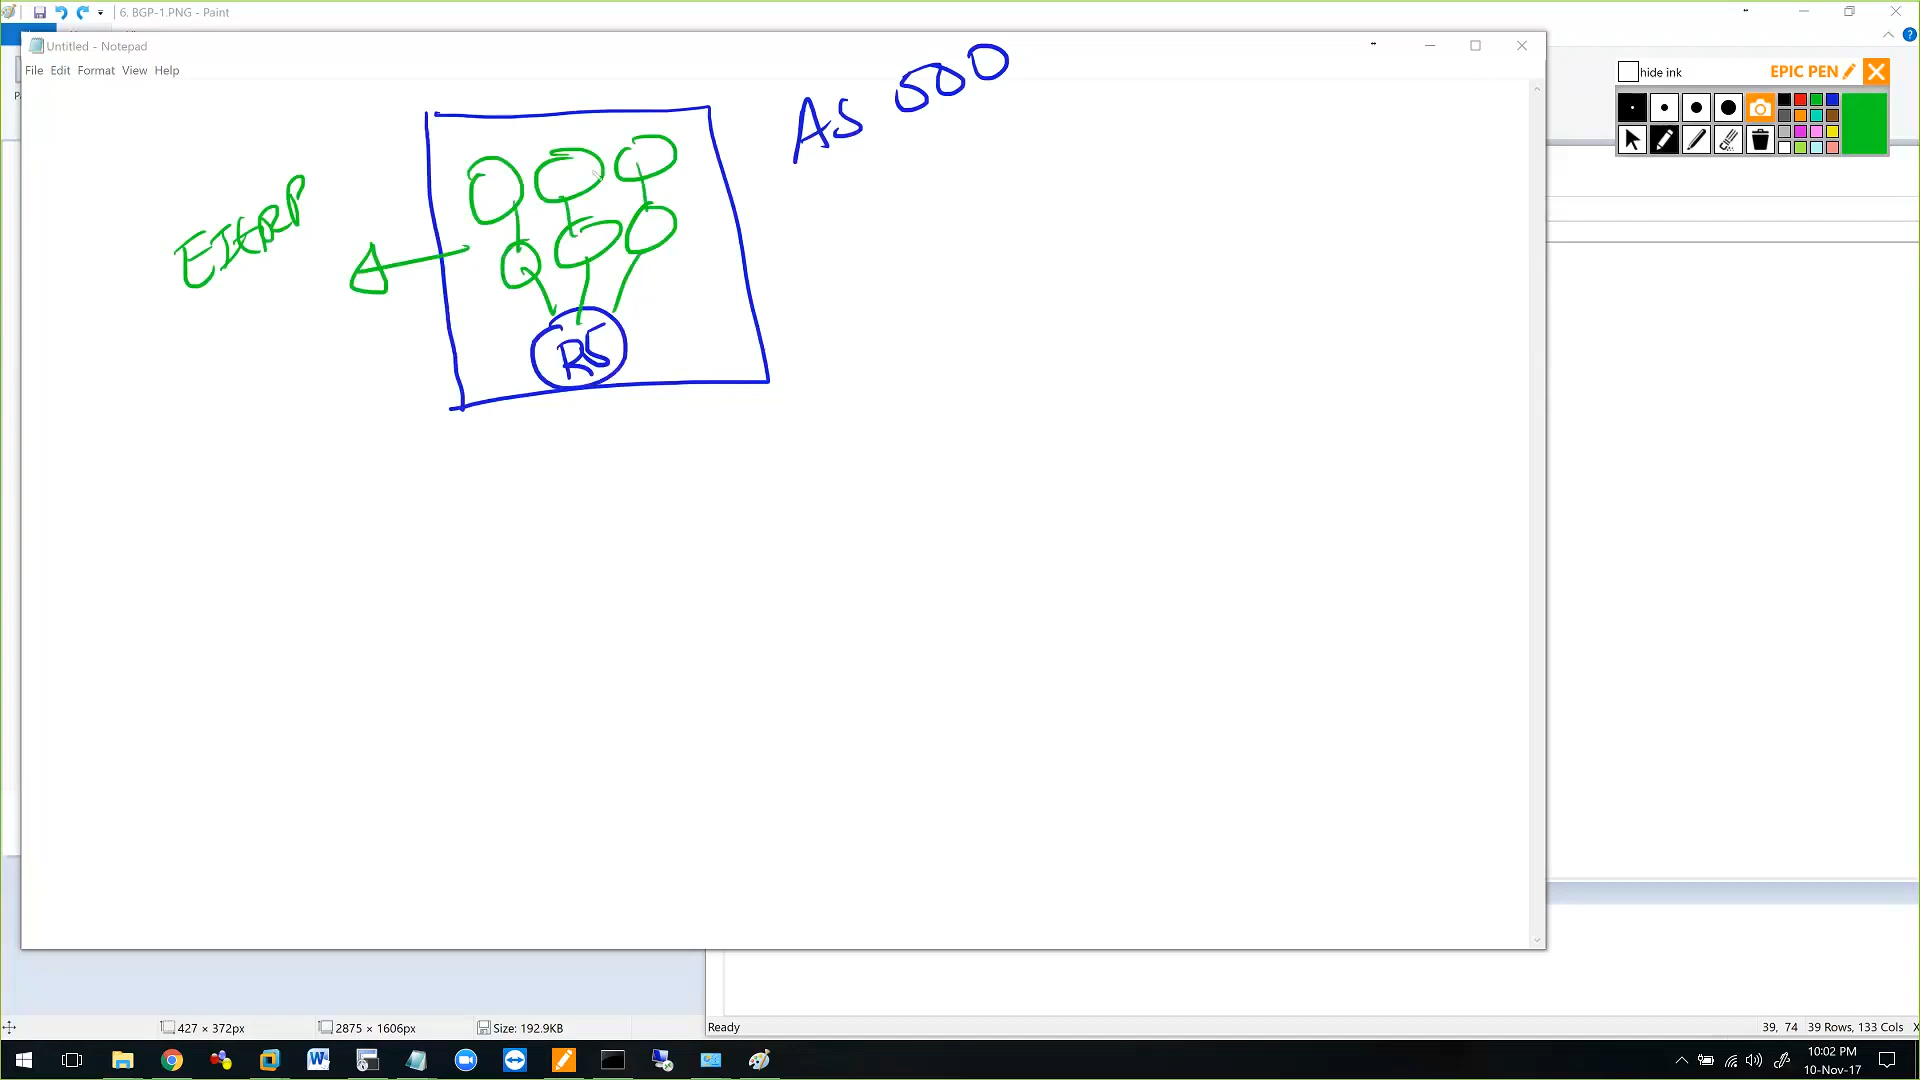 6. BGP-1.PNG - Paint
Untitled - Notepad
File Edit Format View Help
hide ink
EPIC PEN
AS 500
EIGRP
R5
427 × 372px
2875 × 1606px
Size: 192.9KB
Ready
39, 74
39 Rows, 133 Cols
10:02 PM
10-Nov-17